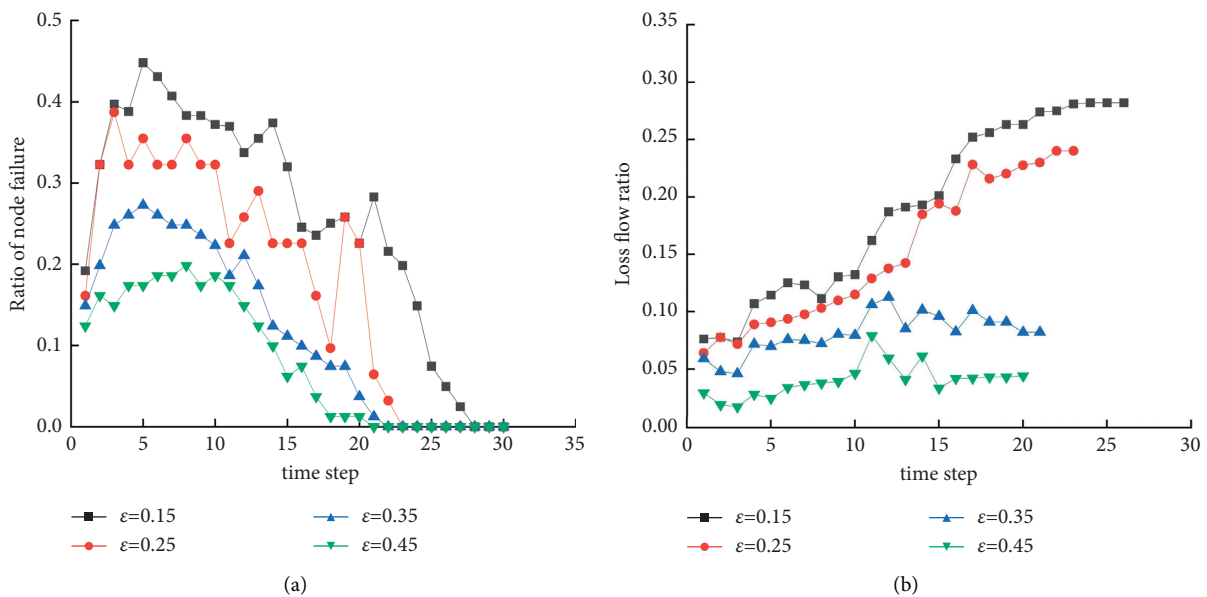 0.5
0.4
0.3
0.2
0.1
0.0
Ratio of node failure
0 5 10 15 20 25 30 35
time step
ε=0.15 ε=0.35
ε=0.25 ε=0.45
(a)
0.35
0.30
0.25
0.20
0.15
0.10
0.05
0.00
Loss flow ratio
0 5 10 15 20 25 30
time step
ε=0.15 ε=0.35
ε=0.25 ε=0.45
(b)